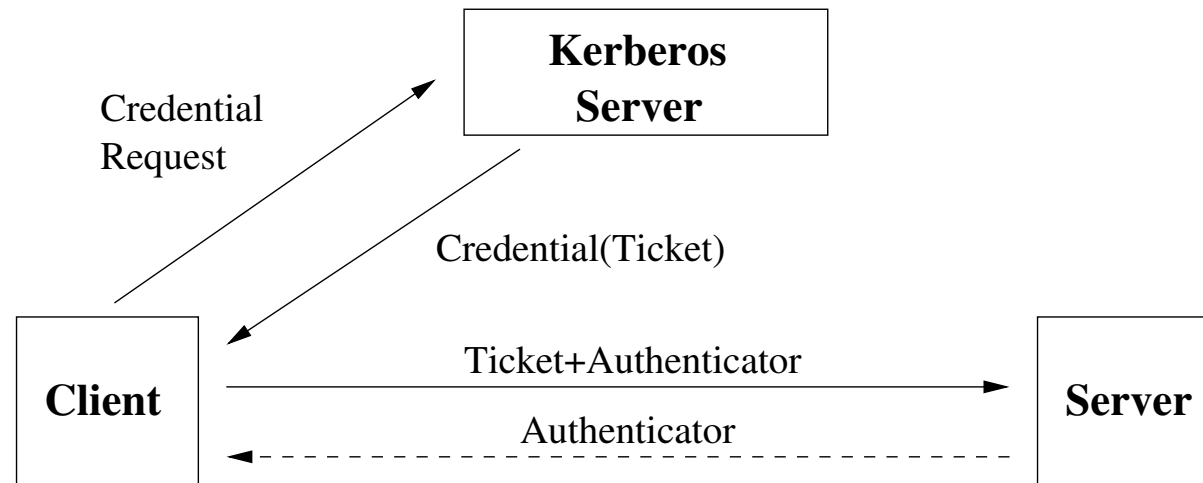 Kerberos
Server
Credential
Request
Credential(Ticket)
Ticket+Authenticator
Client
Server
Authenticator